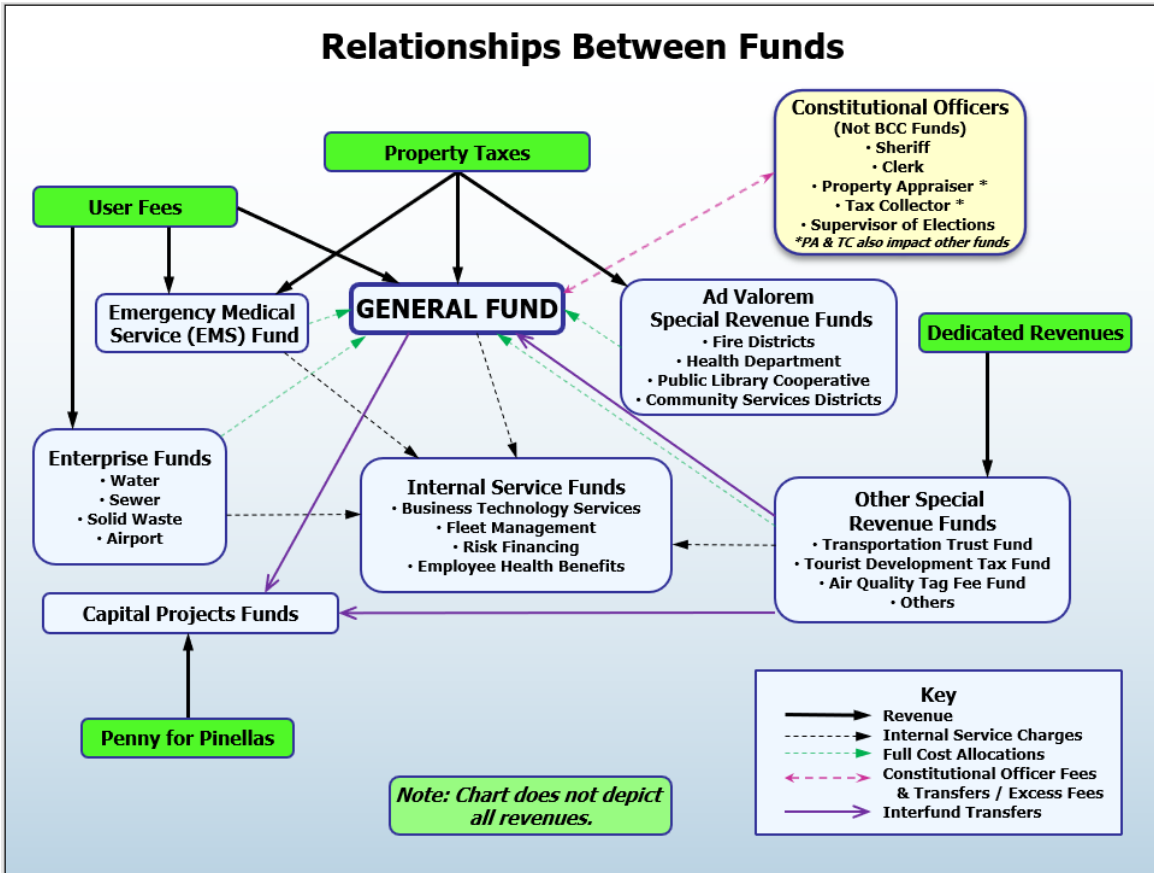 Relationships Between Funds
Constitutional Officers
(Not BCC Funds)
• Sheriff
• Clerk
• Property Appraiser *
• Tax Collector *
• Supervisor of Elections
*PA & TC also impact other funds
Property Taxes
User Fees
Emergency Medical
Service (EMS) Fund
GENERAL FUND
Ad Valorem
Special Revenue Funds
• Fire Districts
• Health Department
• Public Library Cooperative
• Community Services Districts
Dedicated Revenues
Enterprise Funds
• Water
• Sewer
• Solid Waste
• Airport
Internal Service Funds
• Business Technology Services
• Fleet Management
• Risk Financing
• Employee Health Benefits
Other Special
Revenue Funds
• Transportation Trust Fund
• Tourist Development Tax Fund
• Air Quality Tag Fee Fund
• Others
Capital Projects Funds
Penny for Pinellas
Note: Chart does not depict
all revenues.
Key
Revenue
Internal Service Charges
Full Cost Allocations
Constitutional Officer Fees
& Transfers / Excess Fees
Interfund Transfers